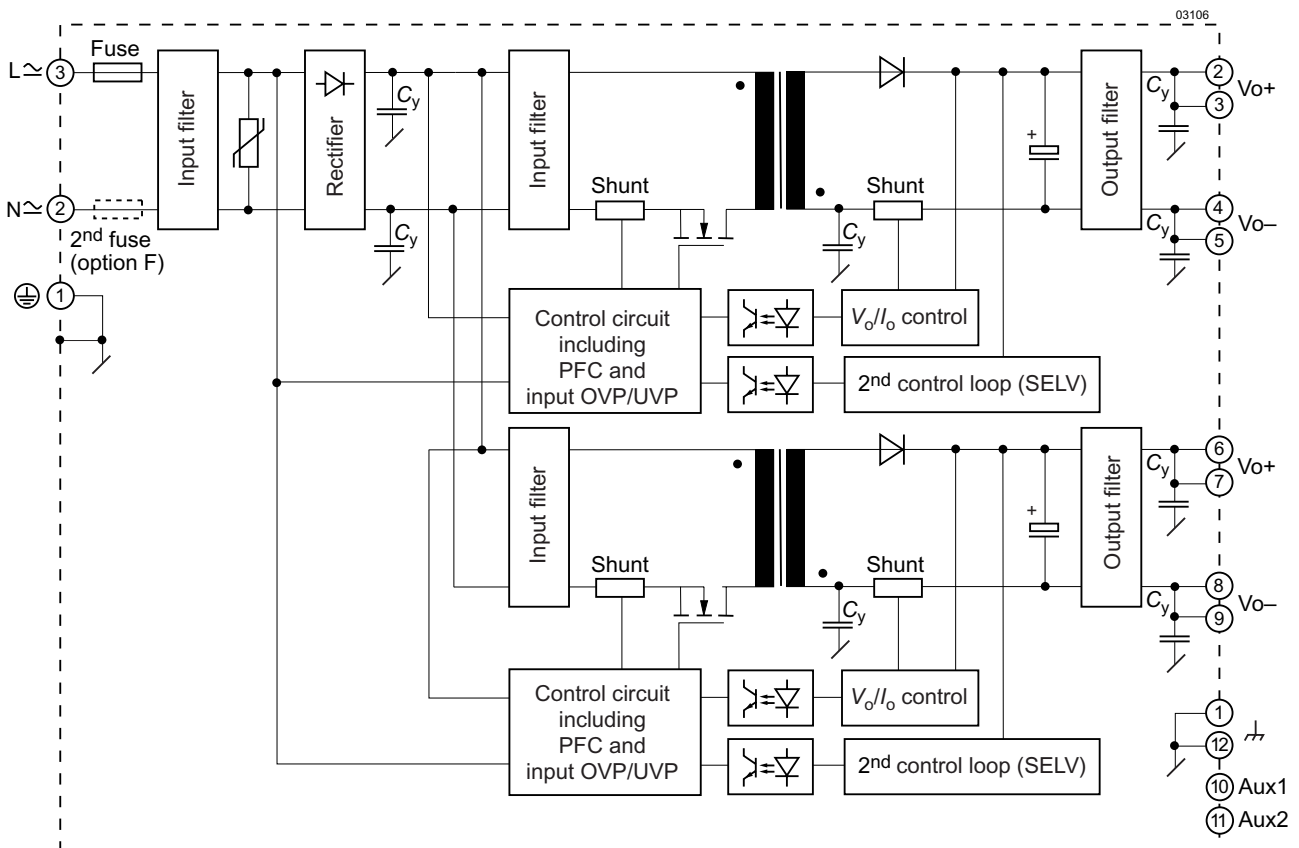 03106
Fuse
L≃ 3
Input filter
Rectifier
Cy
Input filter
Output filter
Cy
2
3
Vo+
+
Shunt
Shunt
N≃ 2
2nd fuse
(option F)
Cy
Cy
Cy
4
5
Vo–
1
Control circuit
including
PFC and
input OVP/UVP
Vo/Io control
2nd control loop (SELV)
Input filter
Output filter
Cy
6
7
Vo+
+
Shunt
Shunt
Cy
Cy
8
9
Vo–
Control circuit
including
PFC and
input OVP/UVP
Vo/Io control
2nd control loop (SELV)
1
12
10 Aux1
11 Aux2